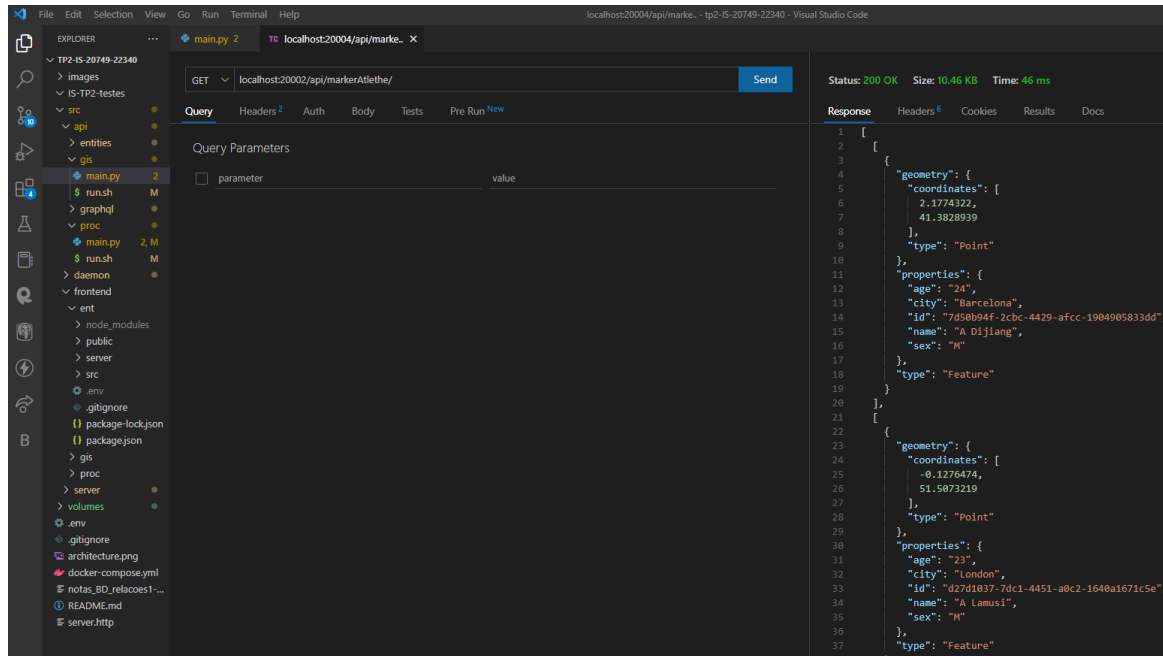 File Edit Selection View Go Run Terminal Help
localhost:20004/api/marke.. - tp2-IS-20749-22340 - Visual Studio Code
EXPLORER ...
TP2-IS-20749-22340
images
IS-TP2-testes
src
api
entities
gis
main.py 2
run.sh M
graphql
proc
main.py 2, M
run.sh M
daemon
frontend
ent
node_modules
public
server
src
.env
.gitignore
package-lock.json
package.json
gis
proc
server
volumes
.env
.gitignore
architecture.png
docker-compose.yml
notas_BD_relacoes1-...
README.md
server.http
10
4
B
main.py 2
TC localhost:20004/api/marke.. X
GET localhost:20002/api/markerAtlethe/ Send
Query Headers 2 Auth Body Tests Pre Run New
Query Parameters
parameter value
Status: 200 OK Size: 10.46 KB Time: 46 ms
Response Headers 6 Cookies Results Docs
1 [
2 [
3 {
4 "geometry": {
5 "coordinates": [
6 2.1774322,
7 41.3828939
8 ],
9 "type": "Point"
10 },
11 "properties": {
12 "age": "24",
13 "city": "Barcelona",
14 "id": "7d50b94f-2cbc-4429-afcc-1904905833dd"
15 "name": "A Dijiang",
16 "sex": "M"
17 },
18 "type": "Feature"
19 }
20 ],
21 [
22 {
23 "geometry": {
24 "coordinates": [
25 -0.1276474,
26 51.5073219
27 ],
28 "type": "Point"
29 },
30 "properties": {
31 "age": "23",
32 "city": "London",
33 "id": "d27d1037-7dc1-4451-a0c2-1640a1671c5e"
34 "name": "A Lamusi",
35 "sex": "M"
36 },
37 "type": "Feature"